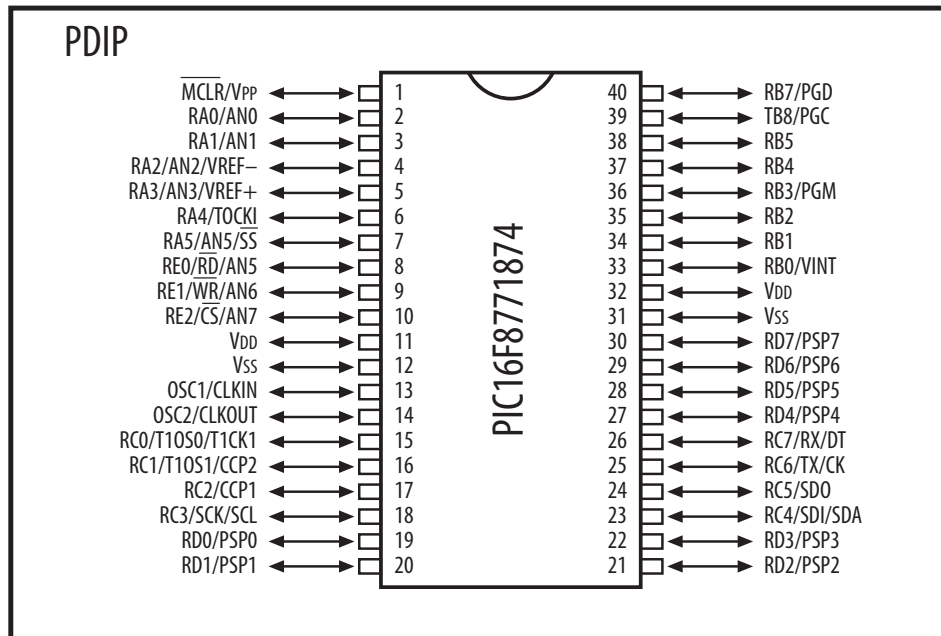 PDIP
MCLR/VPP 1
RA0/AN0 2
RA1/AN1 3
RA2/AN2/VREF− 4
RA3/AN3/VREF+ 5
RA4/TOCKI 6
RA5/AN5/SS 7
RE0/RD/AN5 8
RE1/WR/AN6 9
RE2/CS/AN7 10
VDD 11
VSS 12
OSC1/CLKIN 13
OSC2/CLKOUT 14
RC0/T1OS0/T1CK1 15
RC1/T1OS1/CCP2 16
RC2/CCP1 17
RC3/SCK/SCL 18
RD0/PSP0 19
RD1/PSP1 20
PIC16F8771874
40 RB7/PGD
39 TB8/PGC
38 RB5
37 RB4
36 RB3/PGM
35 RB2
34 RB1
33 RB0/VINT
32 VDD
31 VSS
30 RD7/PSP7
29 RD6/PSP6
28 RD5/PSP5
27 RD4/PSP4
26 RC7/RX/DT
25 RC6/TX/CK
24 RC5/SDO
23 RC4/SDI/SDA
22 RD3/PSP3
21 RD2/PSP2